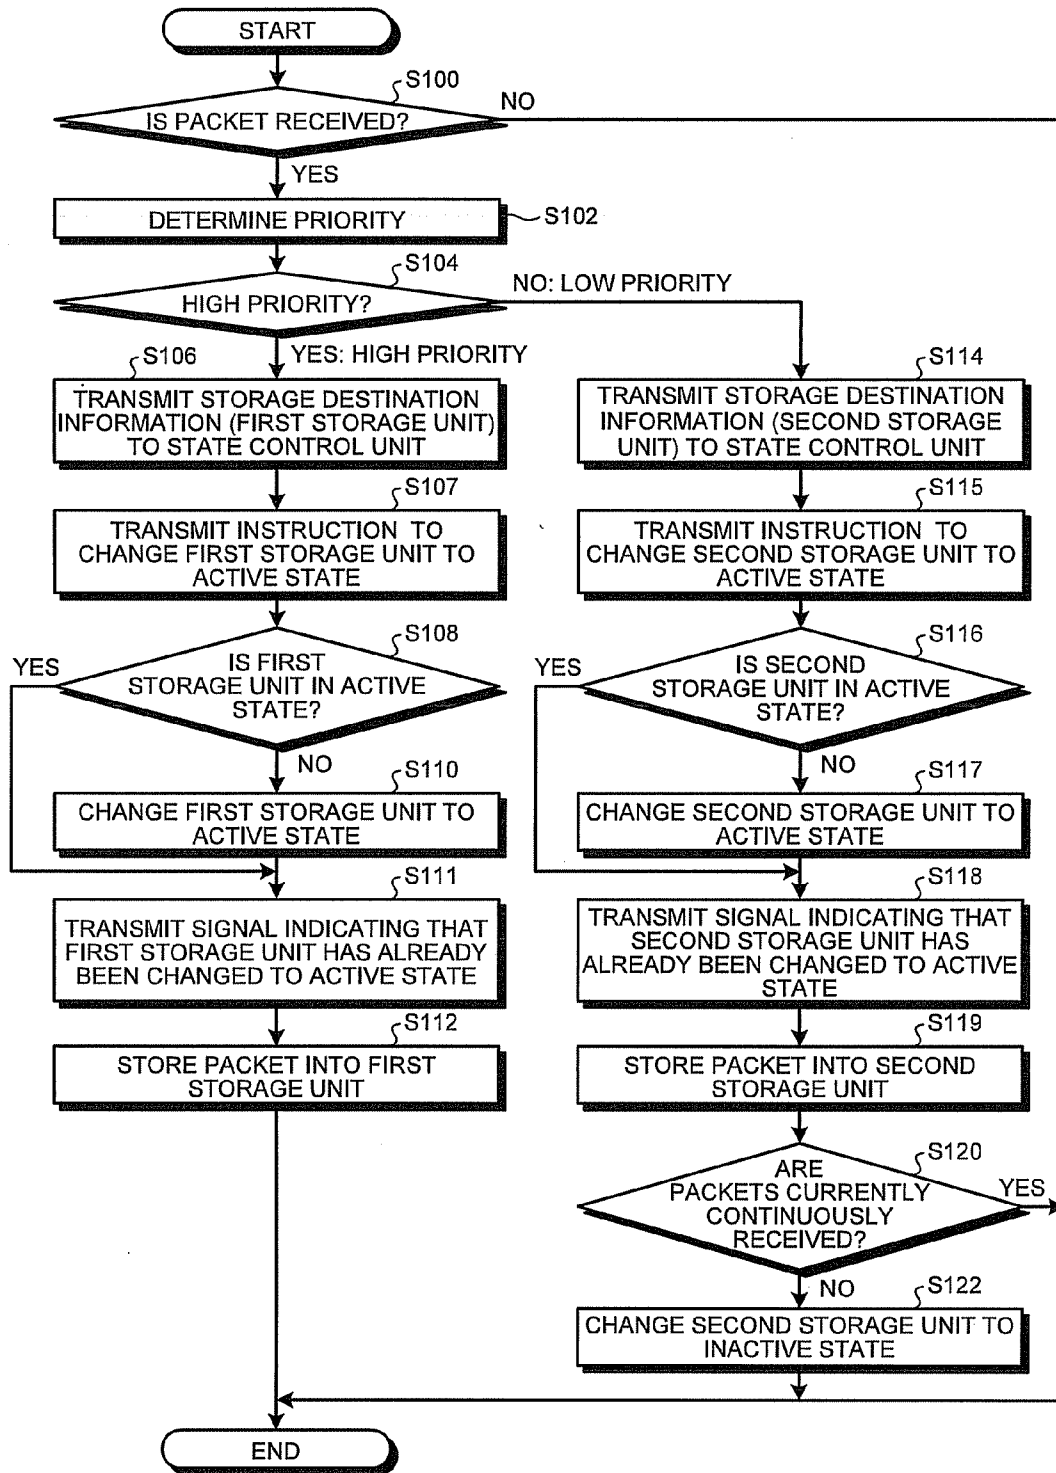 START
S100
IS PACKET RECEIVED?
NO
YES
DETERMINE PRIORITY
S102
S104
HIGH PRIORITY?
NO: LOW PRIORITY
YES: HIGH PRIORITY
S106
TRANSMIT STORAGE DESTINATION
INFORMATION (FIRST STORAGE UNIT)
TO STATE CONTROL UNIT
S107
TRANSMIT INSTRUCTION TO
CHANGE FIRST STORAGE UNIT TO
ACTIVE STATE
S108
YES
IS FIRST
STORAGE UNIT IN ACTIVE
STATE?
NO
S110
CHANGE FIRST STORAGE UNIT TO
ACTIVE STATE
S111
TRANSMIT SIGNAL INDICATING THAT
FIRST STORAGE UNIT HAS ALREADY
BEEN CHANGED TO ACTIVE STATE
S112
STORE PACKET INTO FIRST
STORAGE UNIT
S114
TRANSMIT STORAGE DESTINATION
INFORMATION (SECOND STORAGE
UNIT) TO STATE CONTROL UNIT
S115
TRANSMIT INSTRUCTION TO
CHANGE SECOND STORAGE UNIT TO
ACTIVE STATE
S116
YES
IS SECOND
STORAGE UNIT IN ACTIVE
STATE?
NO
S117
CHANGE SECOND STORAGE UNIT TO
ACTIVE STATE
S118
TRANSMIT SIGNAL INDICATING THAT
SECOND STORAGE UNIT HAS
ALREADY BEEN CHANGED TO ACTIVE
STATE
S119
STORE PACKET INTO SECOND
STORAGE UNIT
S120
ARE
PACKETS CURRENTLY
CONTINUOUSLY
RECEIVED?
YES
NO
S122
CHANGE SECOND STORAGE UNIT TO
INACTIVE STATE
END